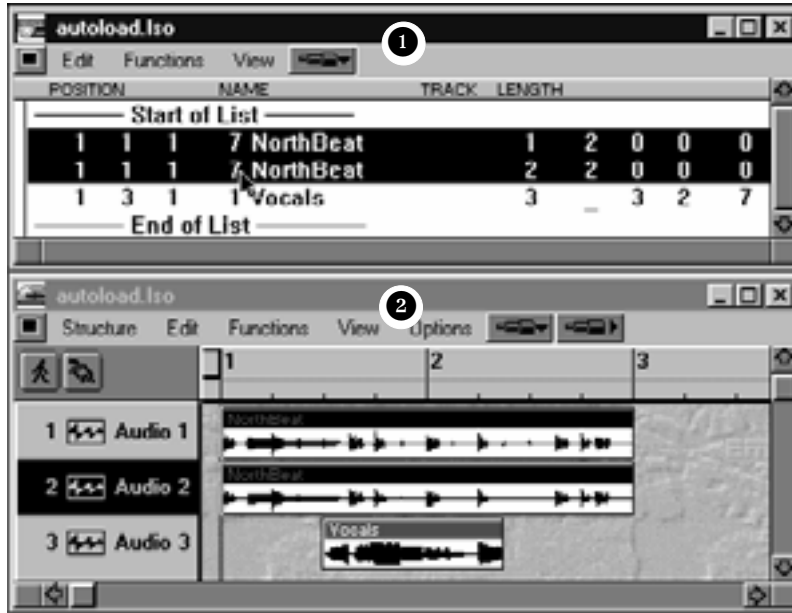 autoload.lso
1
Edit Functions View
POSITION NAME TRACK LENGTH
Start of List
1 1 1 7 NorthBeat 1 2 0 0 0
1 1 1 7 NorthBeat 2 2 0 0 0
1 3 1 1 Vocals 3 _ 3 2 7
End of List
autoload.lso
2
Structure Edit Functions View Options
1 2 3
NorthBeat
1 Audio 1
NorthBeat
2 Audio 2
Vocals
3 Audio 3